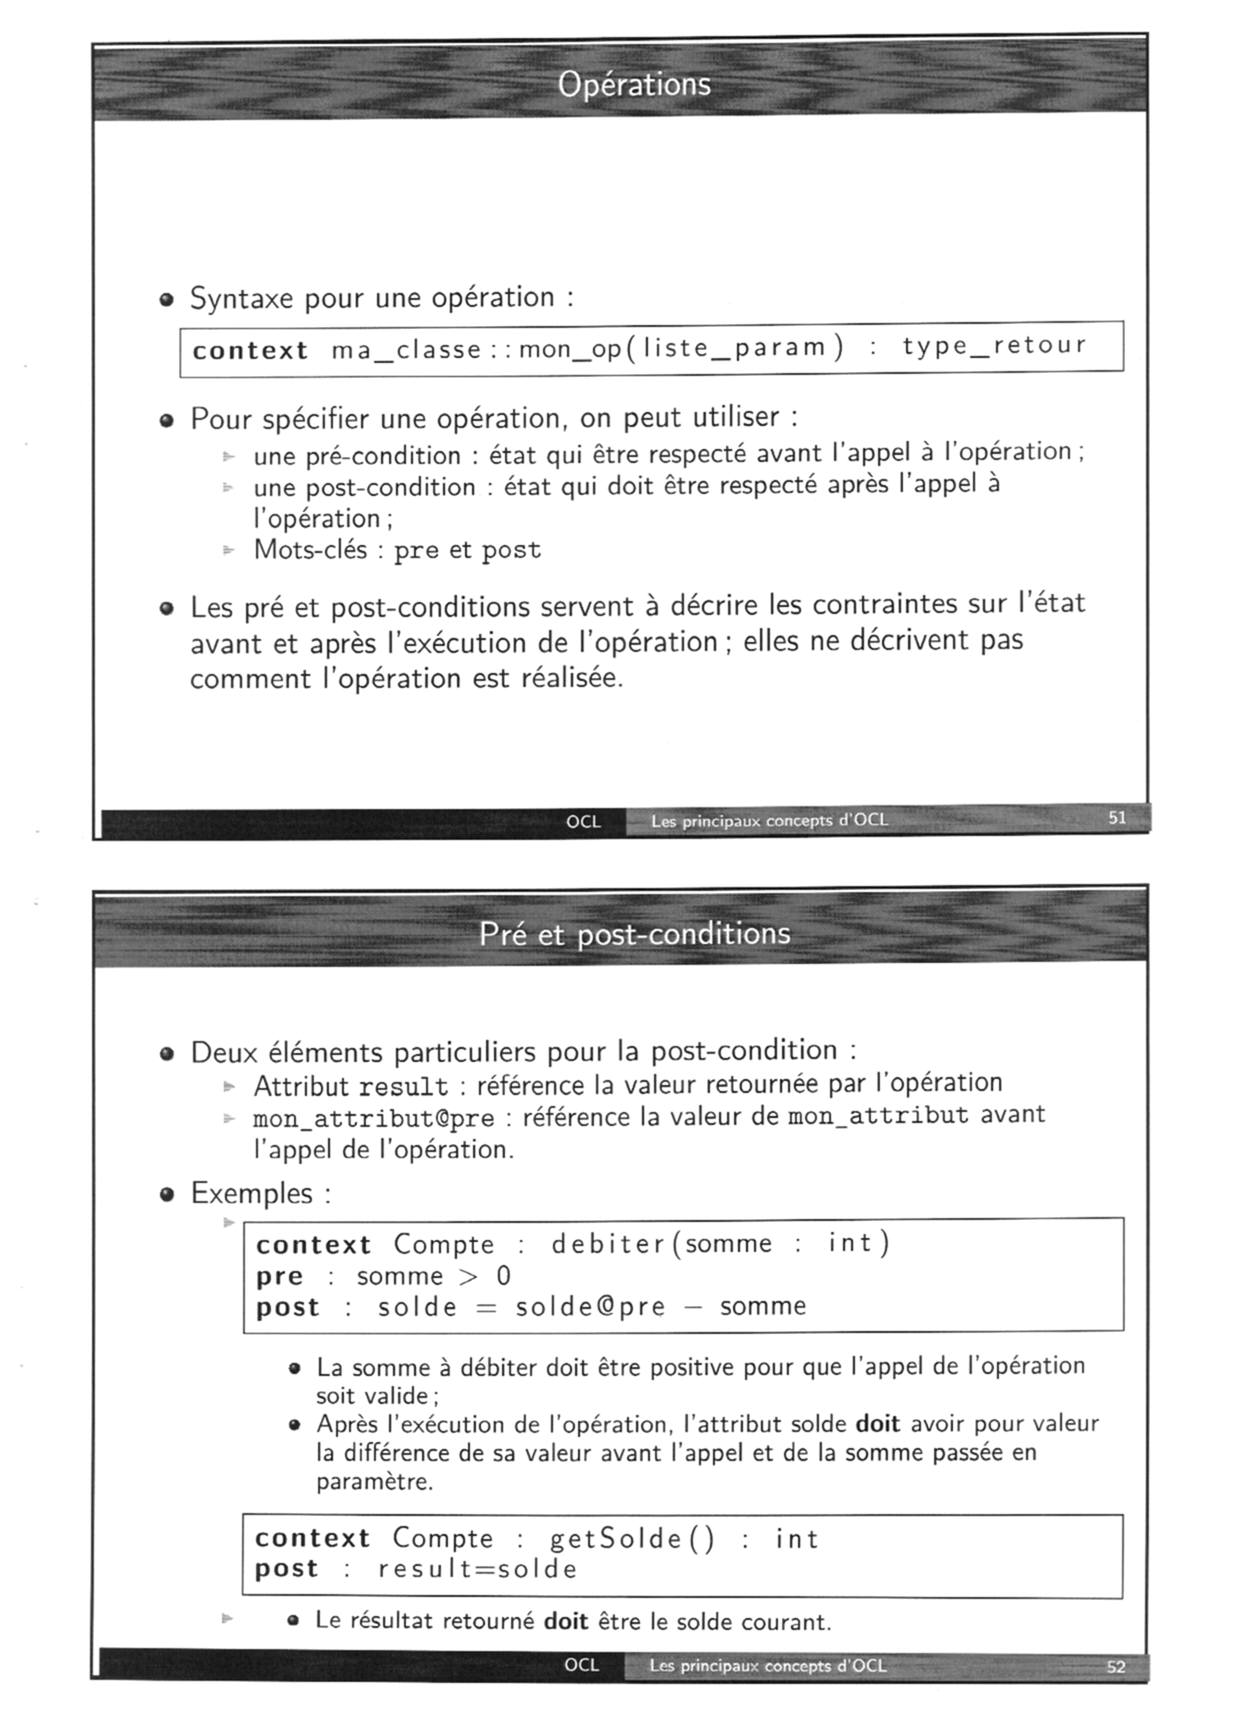 Opérations
• Syntaxe pour une opération :
context ma_classe::mon_op(liste_param) : type_retour
• Pour spécifier une opération, on peut utiliser :
▸ une pré-condition : état qui être respecté avant l'appel à l'opération ;
▸ une post-condition : état qui doit être respecté après l'appel à
l'opération ;
▸ Mots-clés : pre et post
• Les pré et post-conditions servent à décrire les contraintes sur l'état
avant et après l'exécution de l'opération ; elles ne décrivent pas
comment l'opération est réalisée.
OCL Les principaux concepts d'OCL 51
Pré et post-conditions
• Deux éléments particuliers pour la post-condition :
▸ Attribut result : référence la valeur retournée par l'opération
▸ mon_attribut@pre : référence la valeur de mon_attribut avant
l'appel de l'opération.
• Exemples :
context Compte : debiter(somme : int)
pre : somme > 0
post : solde = solde@pre − somme
• La somme à débiter doit être positive pour que l'appel de l'opération
soit valide ;
• Après l'exécution de l'opération, l'attribut solde doit avoir pour valeur
la différence de sa valeur avant l'appel et de la somme passée en
paramètre.
context Compte : getSolde() : int
post : result=solde
▸ • Le résultat retourné doit être le solde courant.
OCL Les principaux concepts d'OCL 52